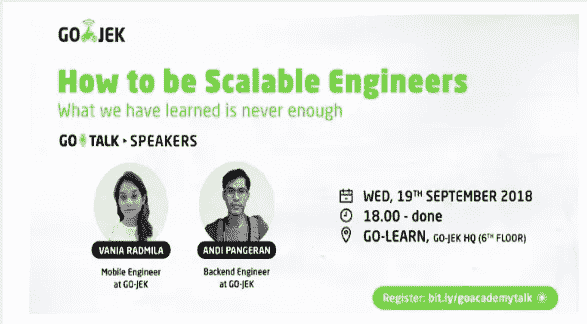 GO JEK
How to be Scalable Engineers
What we have learned is never enough
GO TALK ▸ SPEAKERS
VANIA RADMILA
Mobile Engineer
at GO-JEK
ANDI PANGERAN
Backend Engineer
at GO-JEK
WED, 19TH SEPTEMBER 2018
18.00 - done
GO-LEARN, GO-JEK HQ (6TH FLOOR)
Register: bit.ly/goacademytalk